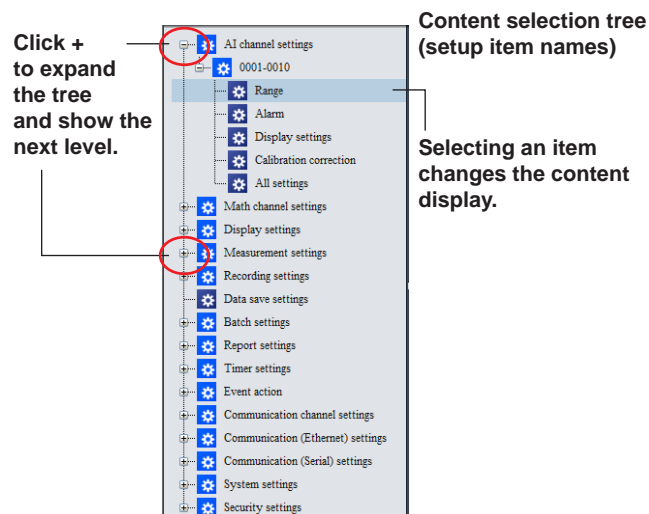 Click +
to expand
the tree
and show the
next level.
Content selection tree
(setup item names)
Selecting an item
changes the content
display.
AI channel settings
0001-0010
Range
Alarm
Display settings
Calibration correction
All settings
Math channel settings
Display settings
Measurement settings
Recording settings
Data save settings
Batch settings
Report settings
Timer settings
Event action
Communication channel settings
Communication (Ethernet) settings
Communication (Serial) settings
System settings
Security settings